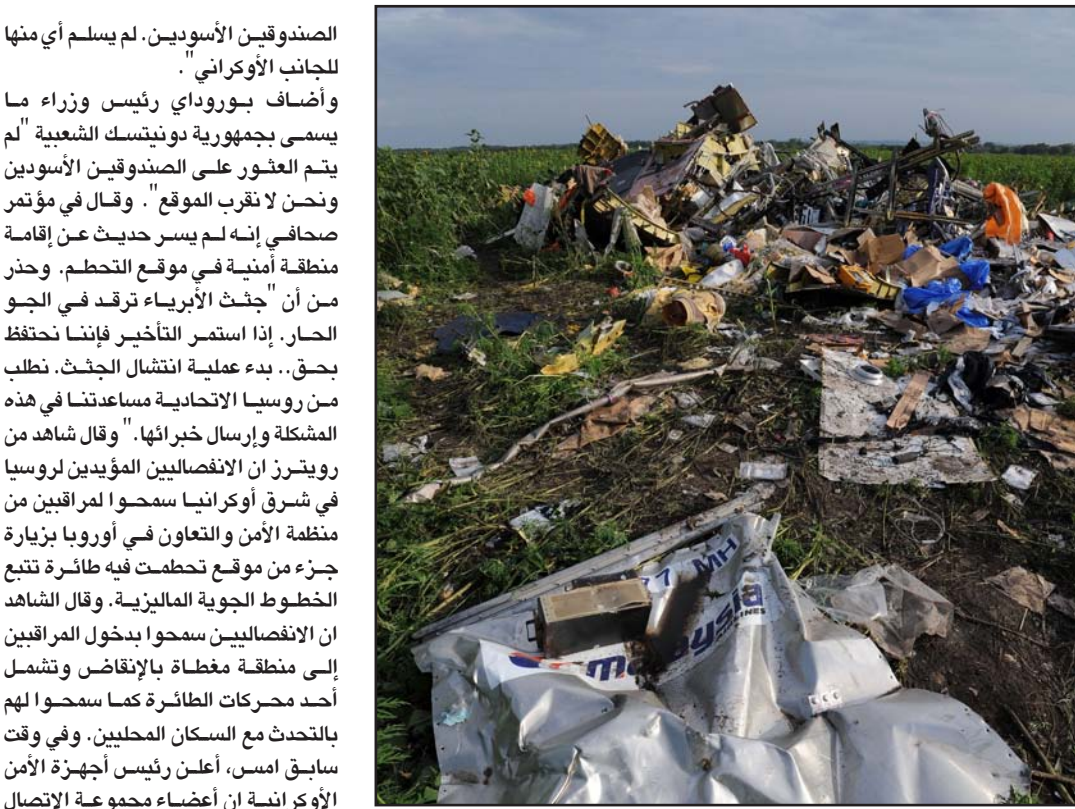 الصندوقين الأسودين. لم يسلم أي منها
للجانب الأوكراني".
وأضاف بوروداي رئيس وزراء ما
يسمى بجمهورية دونيتسك الشعبية "لم
يتم العثور على الصندوقين الأسودين
ونحن لا نقرب الموقع". وقال في مؤتمر
صحافي إنه لم يسر حديث عن إقامة
منطقة أمنية في موقع التحطم. وحذر
من أن "جثث الأبرياء ترقد في الجو
الحار. إذا استمر التأخير فإننا نحتفظ
بحق.. بدء عملية انتشال الجثث. نطلب
من روسيا الاتحادية مساعدتنا في هذه
المشكلة وإرسال خبرائها." وقال شاهد من
رويترز ان الانفصاليين المؤيدين لروسيا
في شرق أوكرانيا سمحوا لمراقبين من
منظمة الأمن والتعاون في أوروبا بزيارة
جزء من موقع تحطمت فيه طائرة تتبع
الخطوط الجوية الماليزية. وقال الشاهد
ان الانفصاليين سمحوا بدخول المراقبين
إلى منطقة مغطاة بالإنقاض وتشمل
أحد محركات الطائرة كما سمحوا لهم
بالتحدث مع السكان المحليين. وفي وقت
سابق امس، أعلن رئيس أجهزة الأمن
الأوكرانية ان أعضاء مجموعة الاتصال